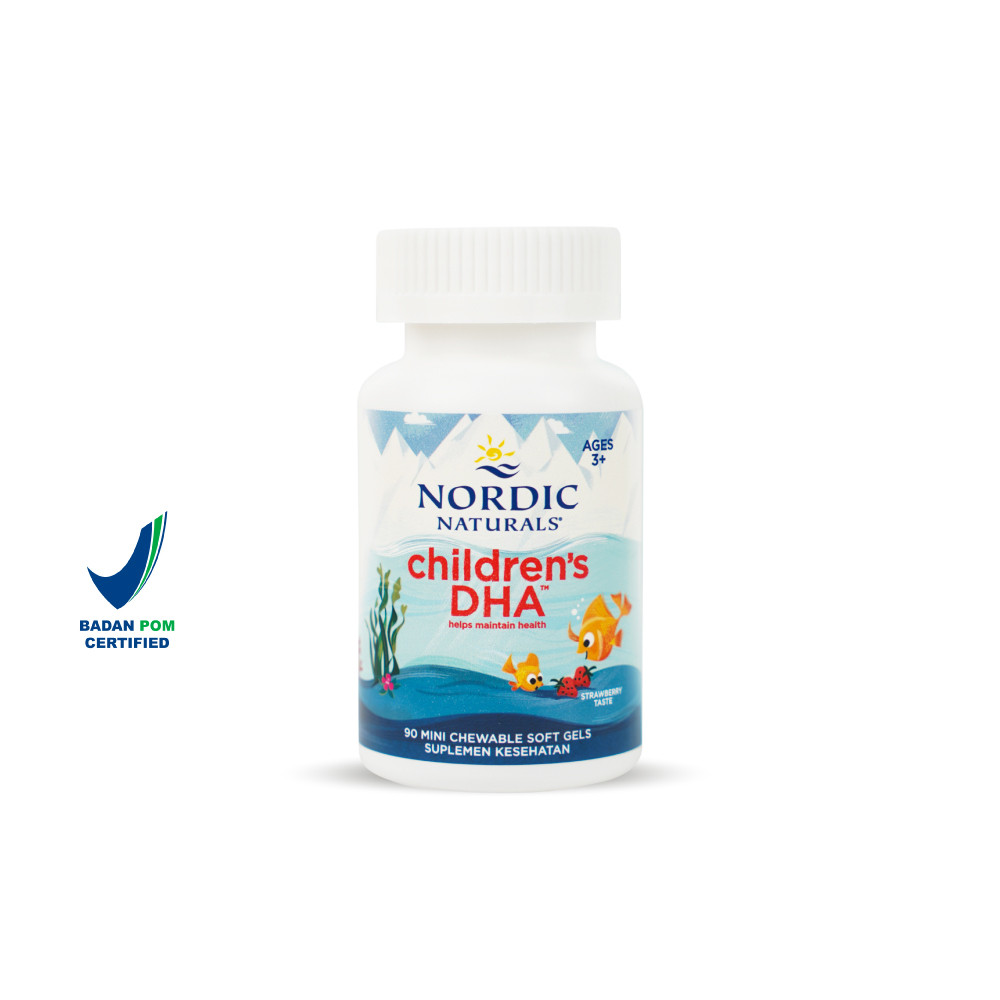 AGES
3+
NORDIC
NATURALS®
children's
DHA™
helps maintain health
STRAWBERRY
TASTE
90 MINI CHEWABLE SOFT GELS
SUPLEMEN KESEHATAN
BADAN POM
CERTIFIED